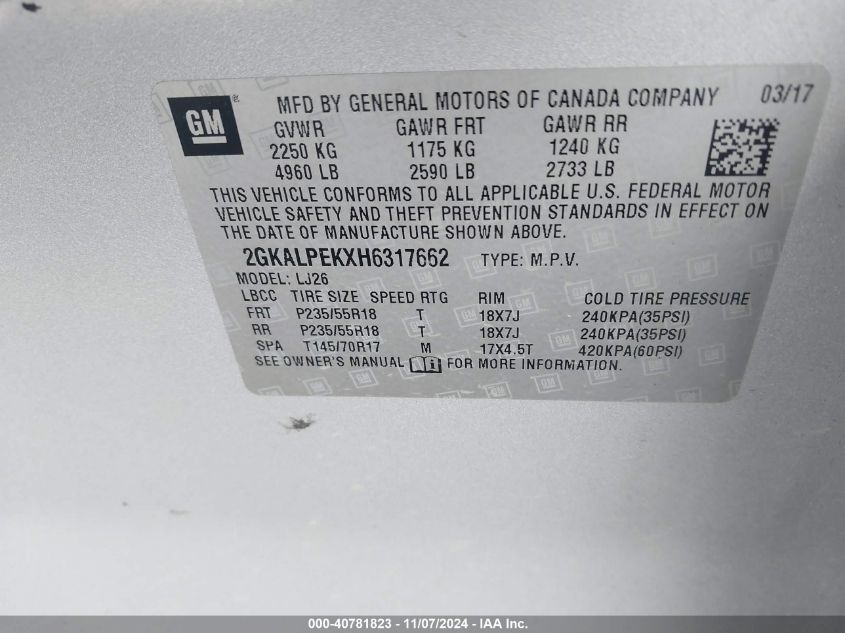 GM® MFD BY GENERAL MOTORS OF CANADA COMPANY 03/17
GVWR GAWR FRT GAWR RR
2250 KG 1175 KG 1240 KG
4960 LB 2590 LB 2733 LB
THIS VEHICLE CONFORMS TO ALL APPLICABLE U.S. FEDERAL MOTOR
VEHICLE SAFETY AND THEFT PREVENTION STANDARDS IN EFFECT ON
THE DATE OF MANUFACTURE SHOWN ABOVE.
2GKALPEKXH6317662 TYPE: M.P.V.
MODEL: LJ26
LBCC TIRE SIZE SPEED RTG RIM COLD TIRE PRESSURE
FRT P235/55R18 T 18X7J 240KPA(35PSI)
RR P235/55R18 T 18X7J 240KPA(35PSI)
SPA T145/70R17 M 17X4.5T 420KPA(60PSI)
SEE OWNER'S MANUAL FOR MORE INFORMATION.
000-40781823 - 11/07/2024 - IAA Inc.